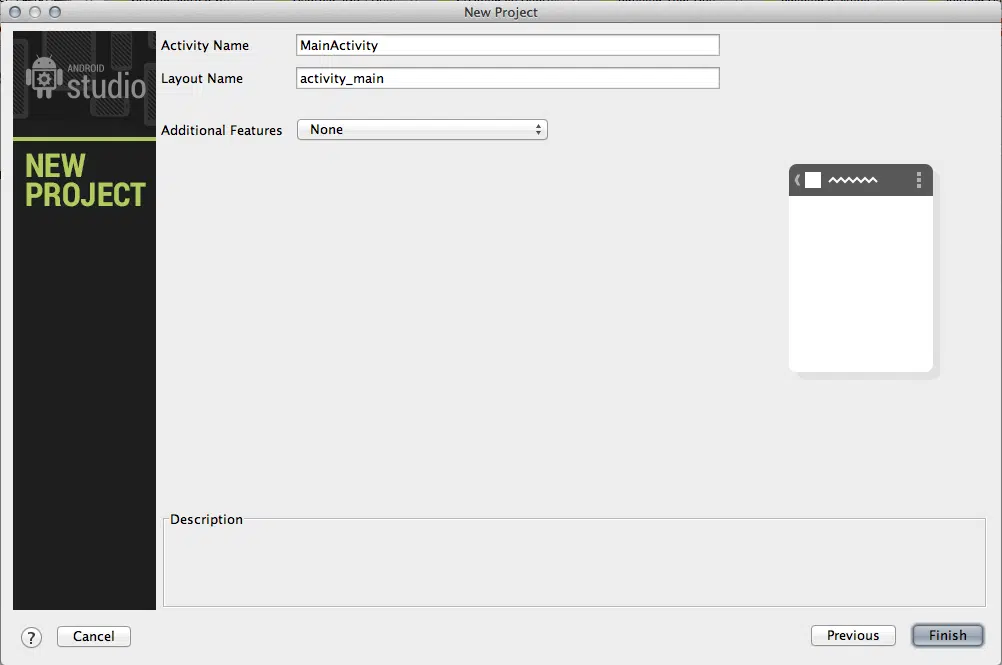 New Project
ANDROID
studio
NEW
PROJECT
Activity Name MainActivity
Layout Name activity_main
Additional Features None
Description
? Cancel Previous Finish